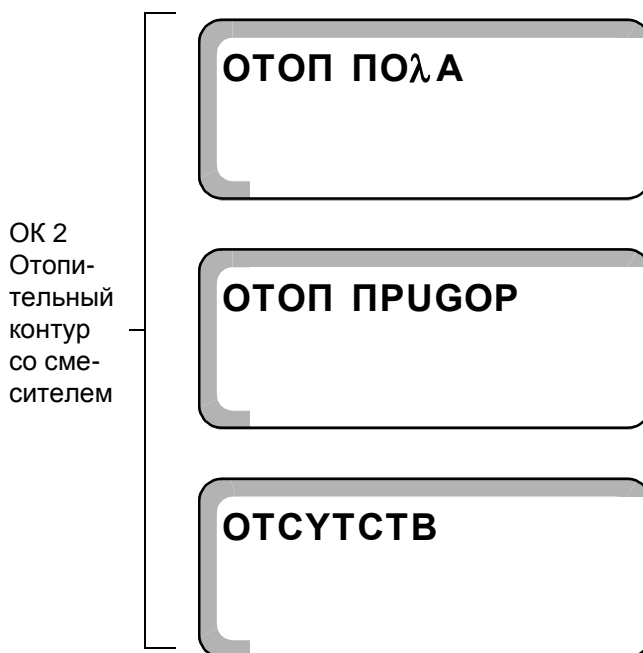 ОТОП ПОλА
ОК 2
Отопи-
тельный
контур
со сме-
сителем
ОТОП ПРUGОР
ОТСYТСТВ